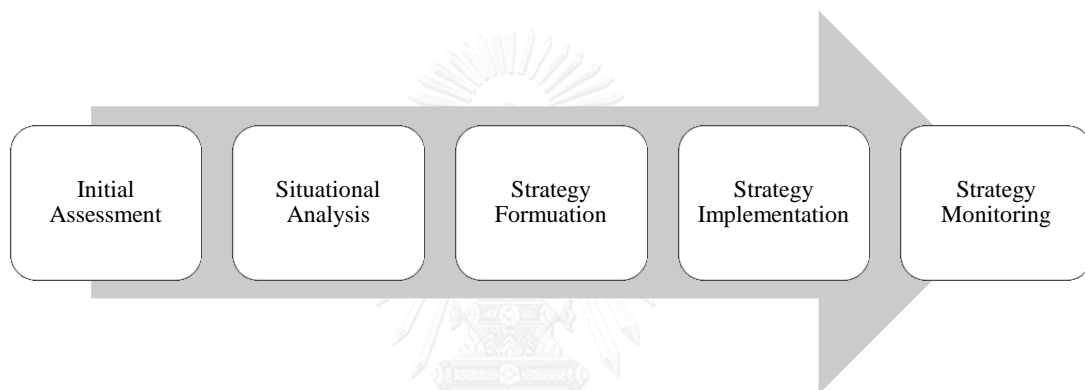 Initial
Assessment
Situational
Analysis
Strategy
Formuation
Strategy
Implementation
Strategy
Monitoring